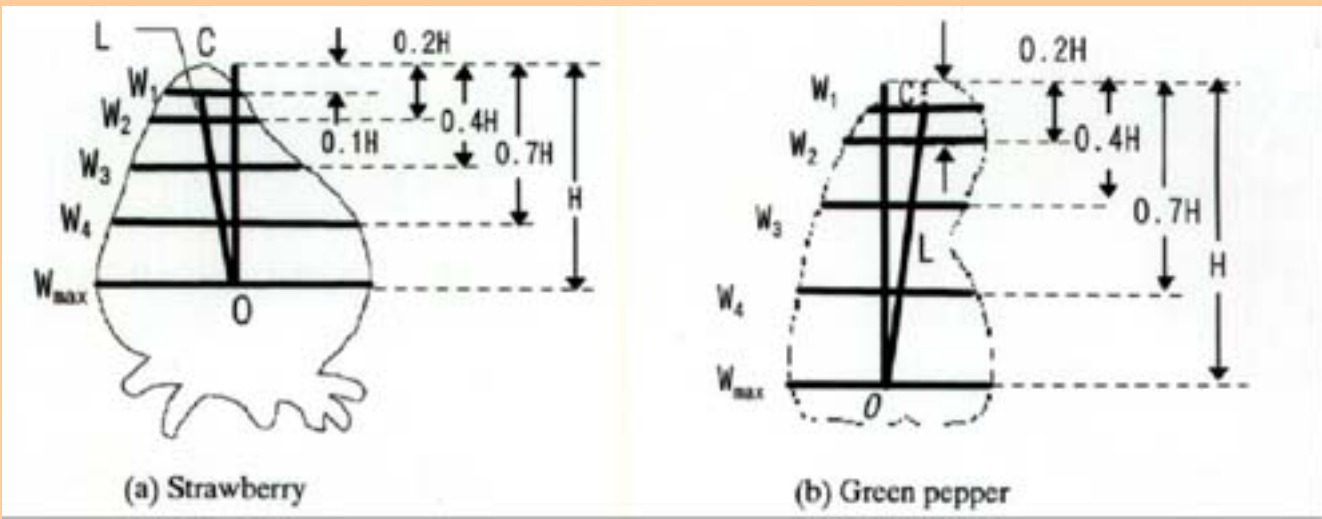 L C 0.2H
W₁
W₂ 0.4H
0.1H 0.7H
W₃
H
W₄
Wmax
O
(a) Strawberry
0.2H
W₁ C
0.4H
W₂
0.7H
W₃
L
H
W₄
Wmax
O
(b) Green pepper